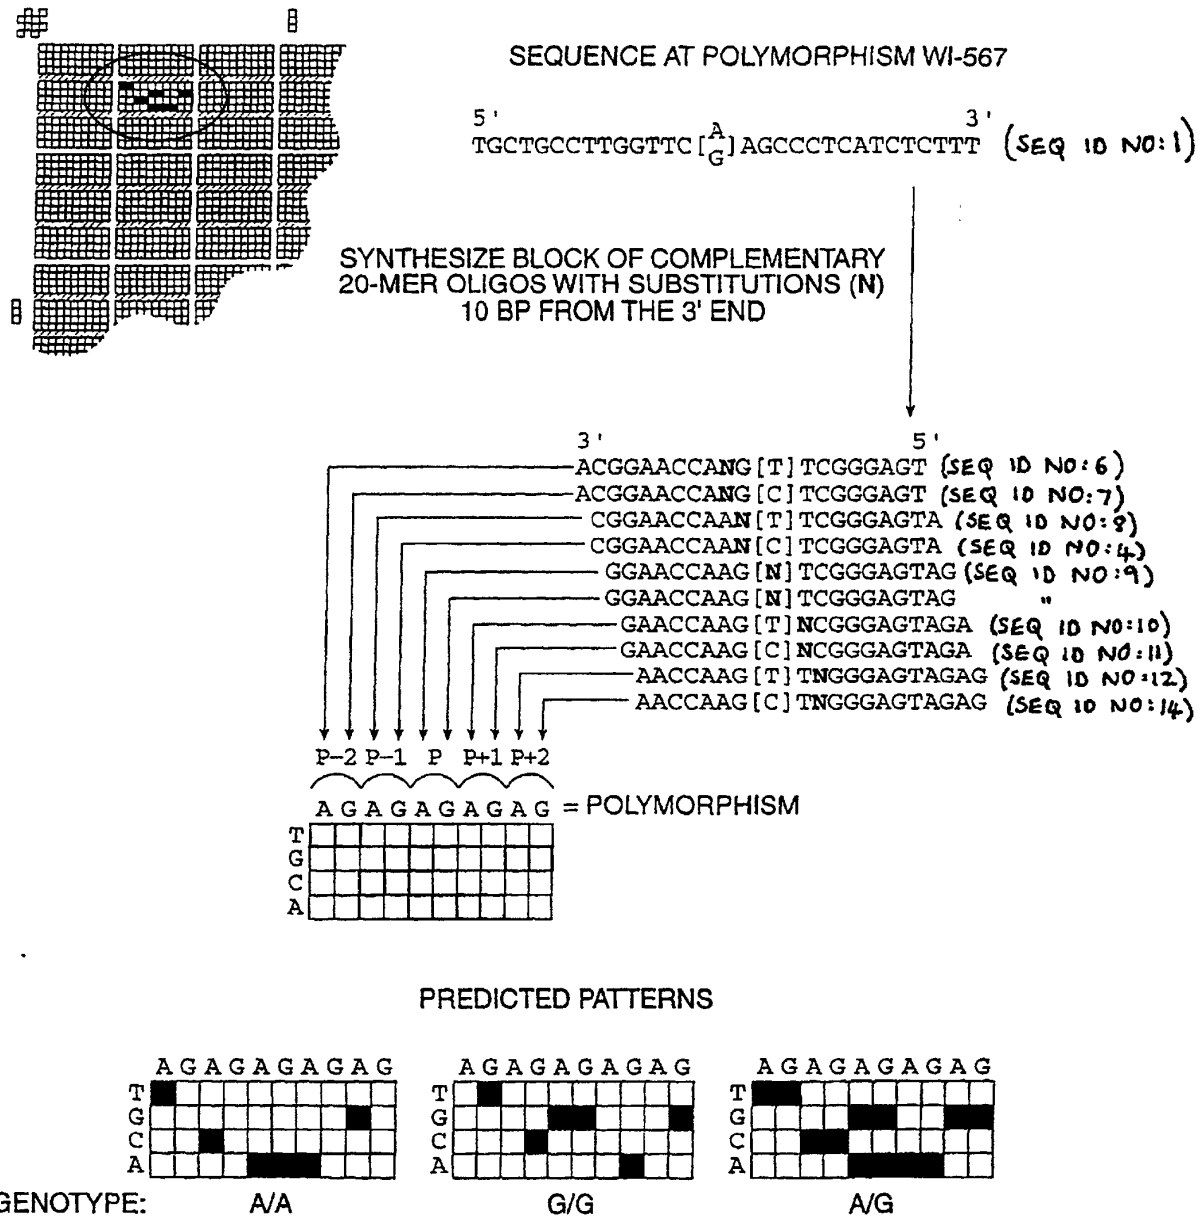 SEQUENCE AT POLYMORPHISM WI-567
5' 3'
TGCTGCCTTGGTTC[A/G]AGCCCTCATCTCTTT (SEQ ID NO:1)
SYNTHESIZE BLOCK OF COMPLEMENTARY
20-MER OLIGOS WITH SUBSTITUTIONS (N)
10 BP FROM THE 3' END
3' 5'
ACGGAACCANG[T]TCGGGAGT (SEQ ID NO:6)
ACGGAACCANG[C]TCGGGAGT (SEQ ID NO:7)
CGGAACCAAN[T]TCGGGAGTA (SEQ ID NO:8)
CGGAACCAAN[C]TCGGGAGTA (SEQ ID NO:4)
GGAACCAAG[N]TCGGGAGTAG (SEQ ID NO:9)
GGAACCAAG[N]TCGGGAGTAG "
GAACCAAG[T]NCGGGAGTAGA (SEQ ID NO:10)
GAACCAAG[C]NCGGGAGTAGA (SEQ ID NO:11)
AACCAAG[T]TNGGGAGTAGAG (SEQ ID NO:12)
AACCAAG[C]TNGGGAGTAGAG (SEQ ID NO:14)
P-2 P-1 P P+1 P+2
A G A G A G A G A G = POLYMORPHISM
T
G
C
A
PREDICTED PATTERNS
A G A G A G A G A G A G A G A G A G A G A G A G A G A G A G
T T T
G G G
C C C
A A A
GENOTYPE: A/A G/G A/G